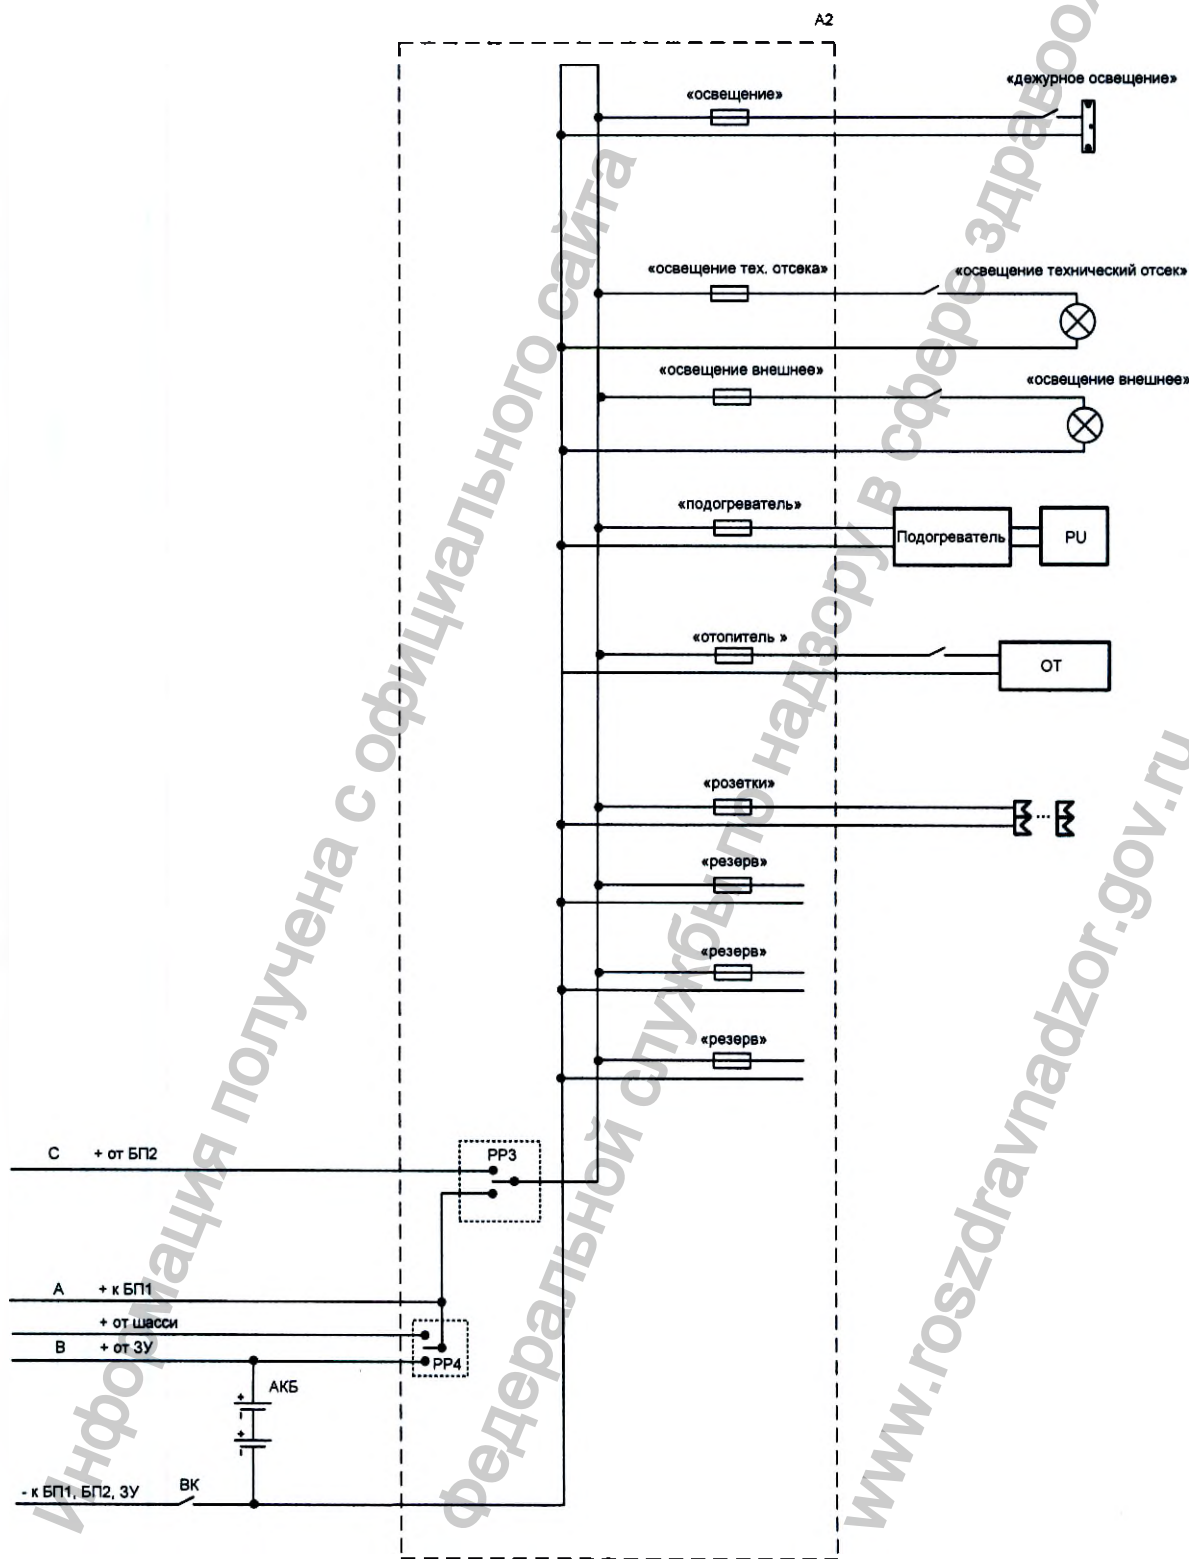 A2
«освещение»
«дежурное освещение»
«освещение тех. отсека»
«освещение технический отсек»
«освещение внешнее»
«освещение внешнее»
«подогреватель»
Подогреватель
PU
«отопитель »
ОТ
«розетки»
...
«резерв»
«резерв»
«резерв»
С + от БП2
РР3
А + к БП1
+ от шасси
В + от ЗУ
РР4
АКБ
+
-
+
-
- к БП1, БП2, ЗУ
ВК
Информация получена с официального сайта
Федеральной службы по надзору в сфере здравоох
www.roszdravnadzor.gov.ru